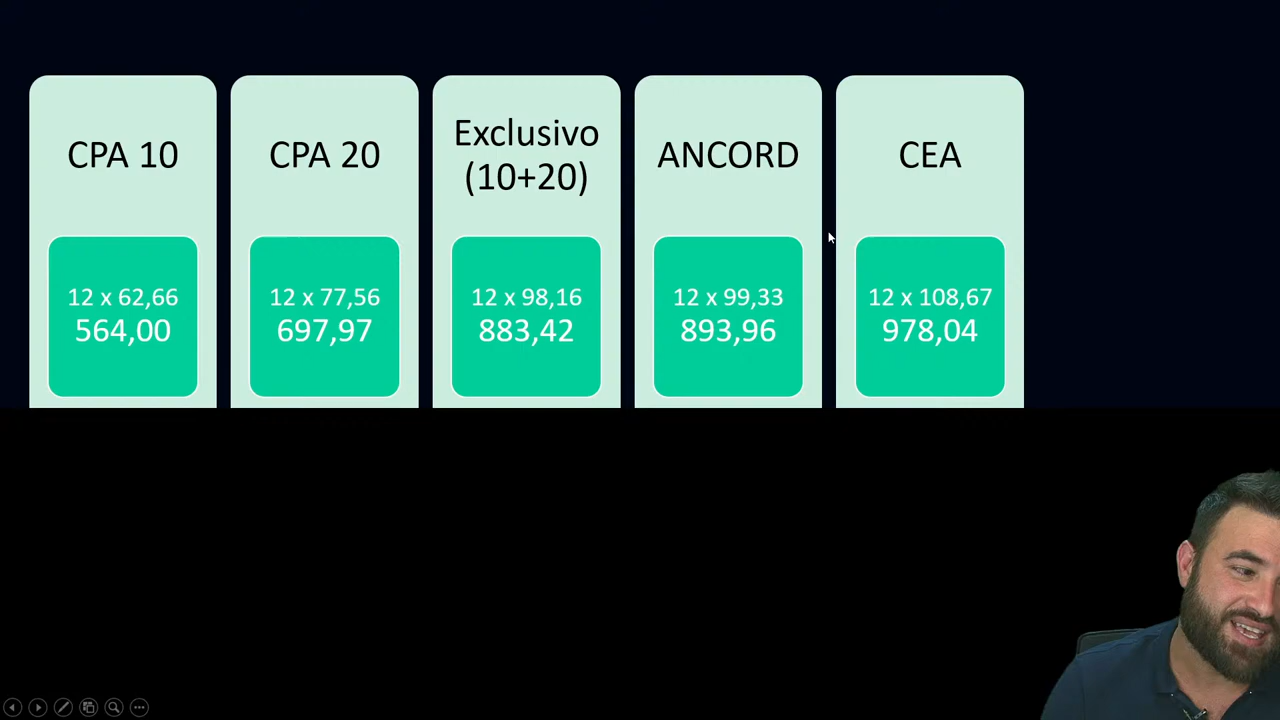 CPA 10
12 x 62,66
564,00
CPA 20
12 x 77,56
697,97
Exclusivo
(10+20)
12 x 98,16
883,42
ANCORD
12 x 99,33
893,96
CEA
12 x 108,67
978,04